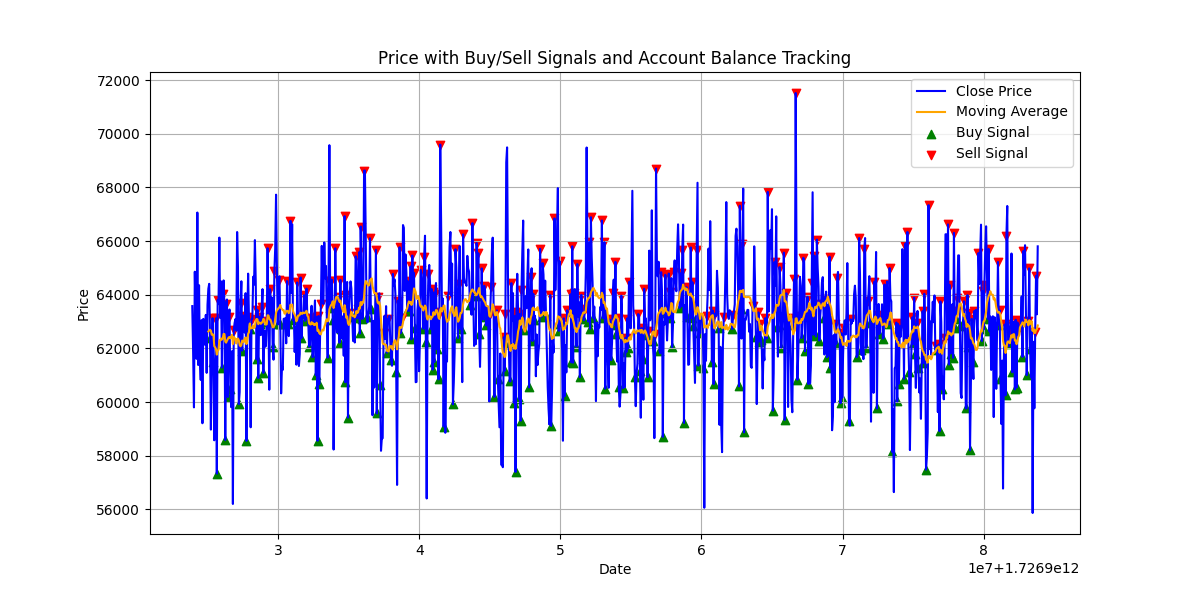 Price with Buy/Sell Signals and Account Balance Tracking
72000
70000
68000
66000
64000
62000
60000
58000
56000
Price
Close Price
Moving Average
Buy Signal
Sell Signal
3 4 5 6 7 8
Date
1e7+1.7269e12